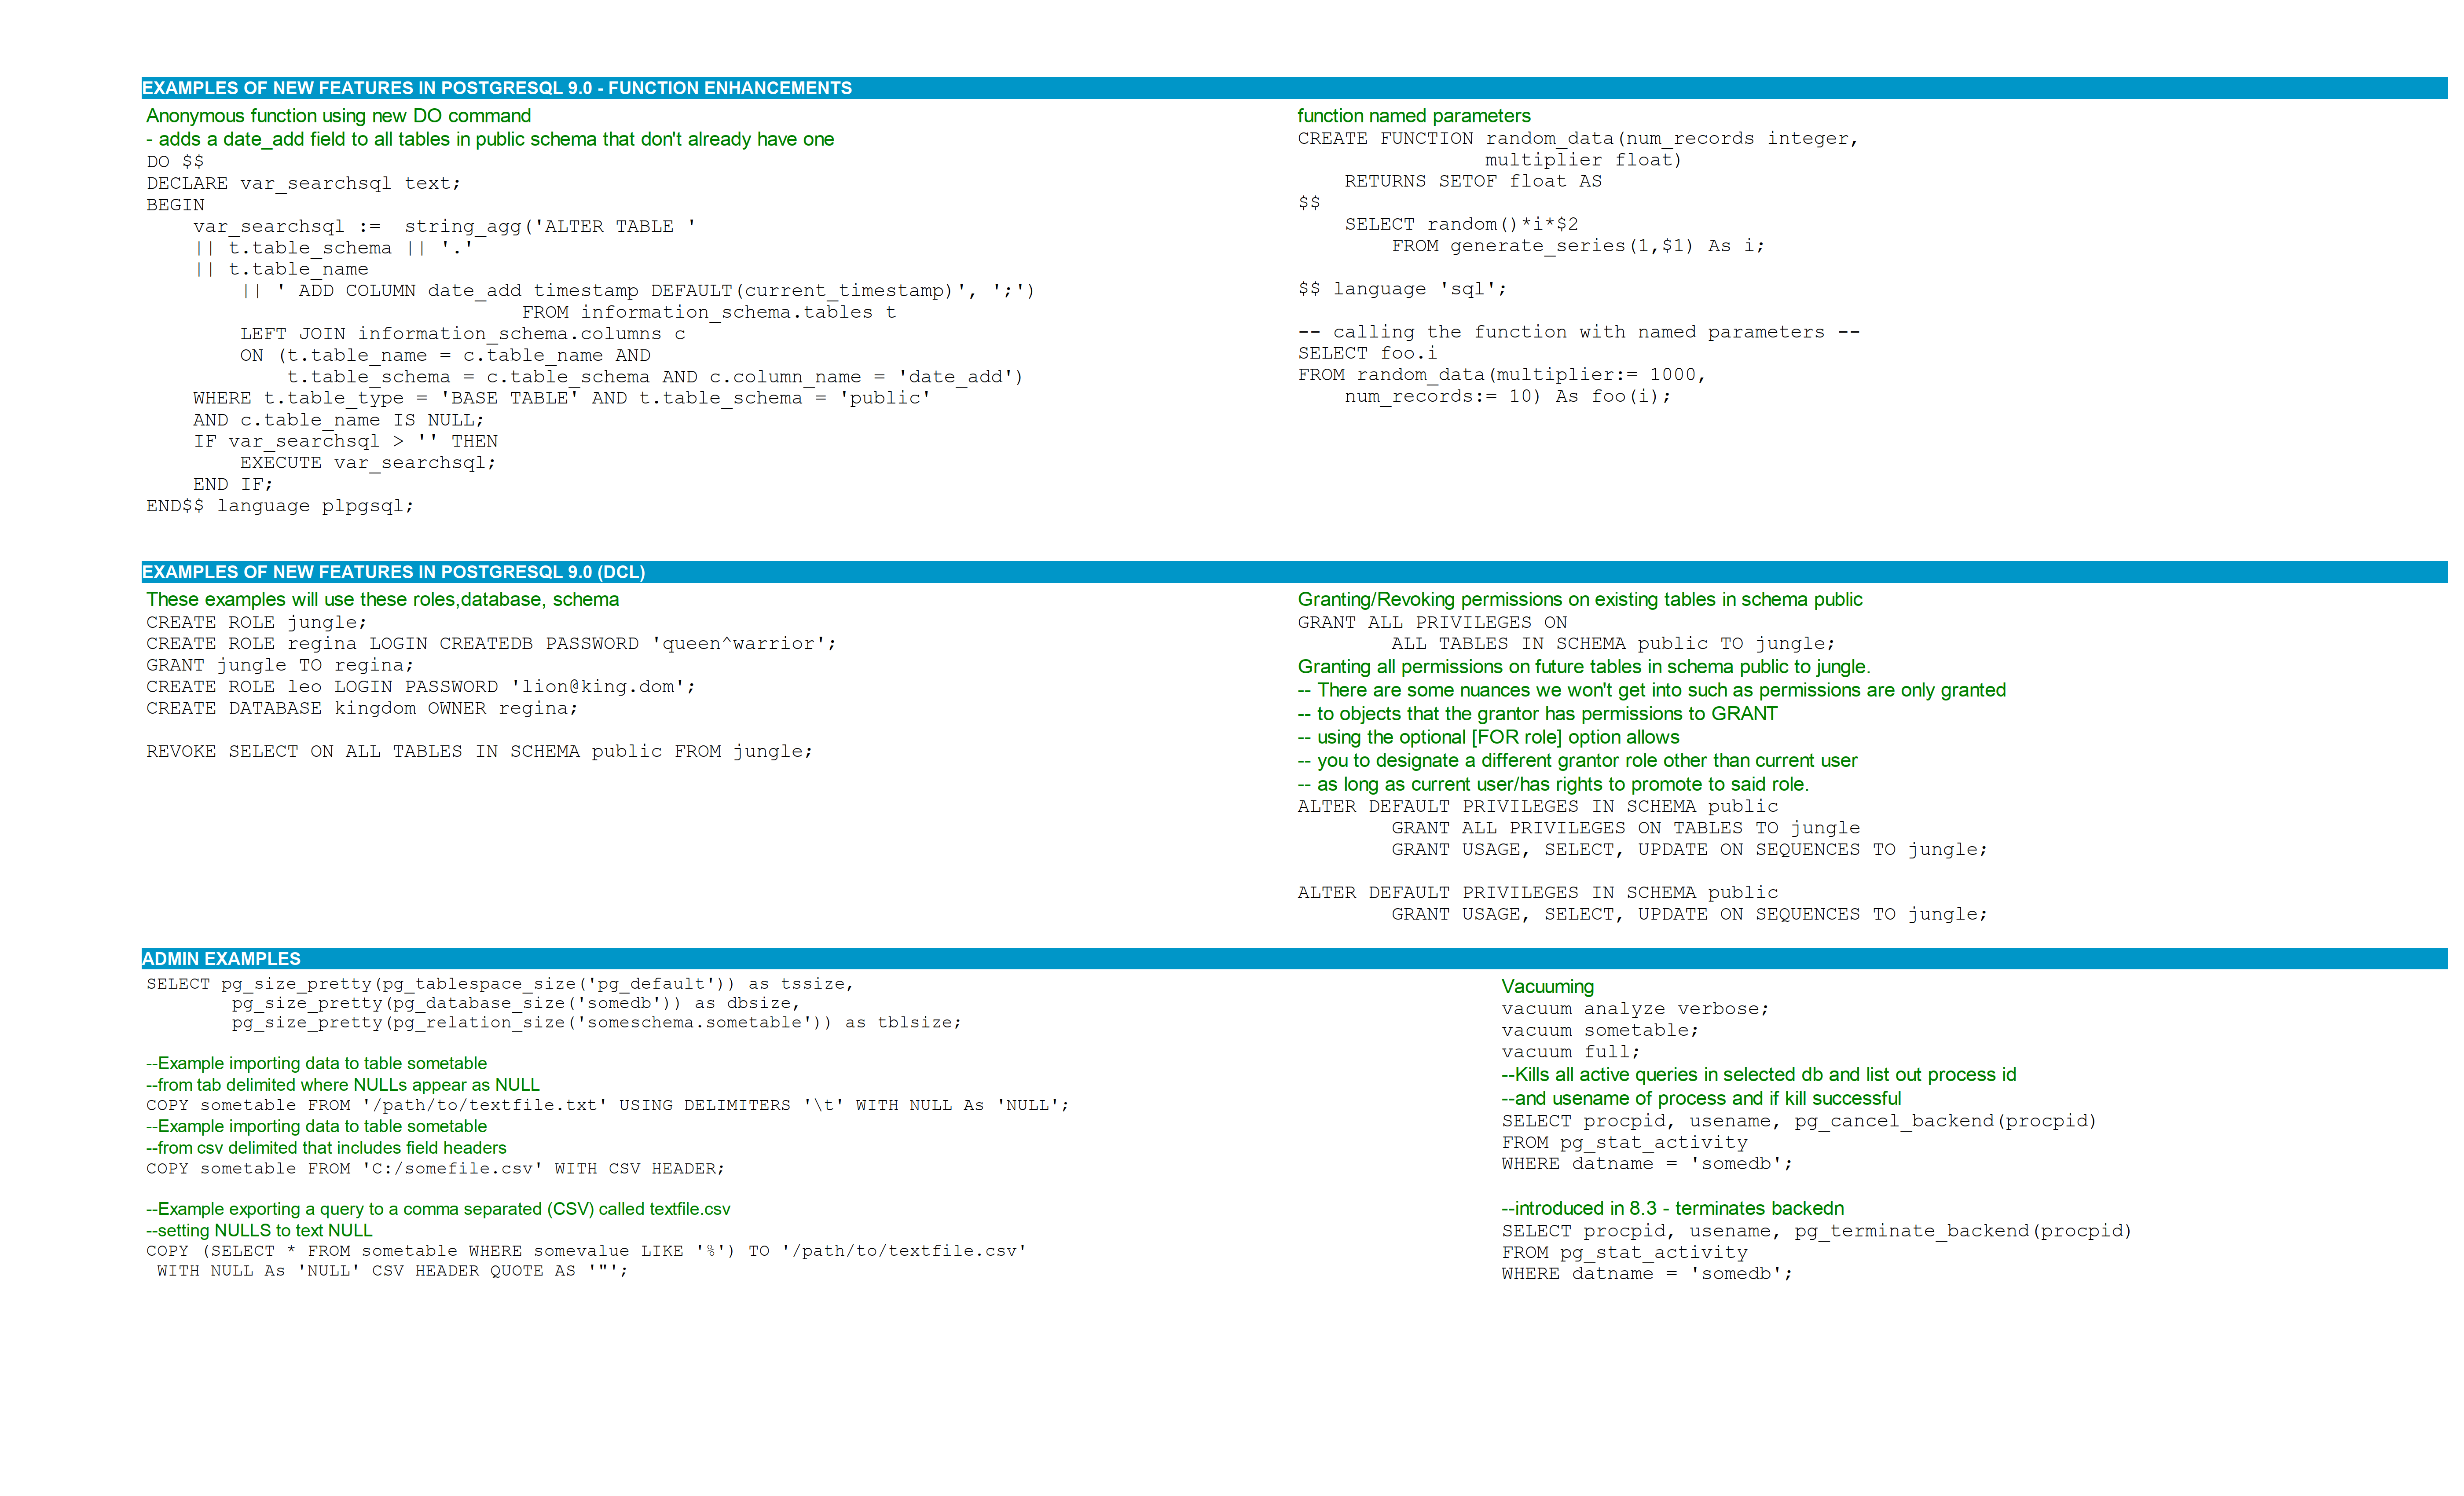 EXAMPLES OF NEW FEATURES IN POSTGRESQL 9.0 - FUNCTION ENHANCEMENTS
Anonymous function using new DO command
- adds a date_add field to all tables in public schema that don't already have one
DO $$
DECLARE var_searchsql text;
BEGIN
    var_searchsql :=  string_agg('ALTER TABLE '
    || t.table_schema || '.'
    || t.table_name
        || ' ADD COLUMN date_add timestamp DEFAULT(current_timestamp)', ';')
                                FROM information_schema.tables t
        LEFT JOIN information_schema.columns c
        ON (t.table_name = c.table_name AND
            t.table_schema = c.table_schema AND c.column_name = 'date_add')
    WHERE t.table_type = 'BASE TABLE' AND t.table_schema = 'public'
    AND c.table_name IS NULL;
    IF var_searchsql > '' THEN
        EXECUTE var_searchsql;
    END IF;
END$$ language plpgsql;
function named parameters
CREATE FUNCTION random_data(num_records integer,
                multiplier float)
    RETURNS SETOF float AS
$$
    SELECT random()*i*$2
        FROM generate_series(1,$1) As i;
$$ language 'sql';
-- calling the function with named parameters --
SELECT foo.i
FROM random_data(multiplier:= 1000,
    num_records:= 10) As foo(i);
EXAMPLES OF NEW FEATURES IN POSTGRESQL 9.0 (DCL)
These examples will use these roles,database, schema
CREATE ROLE jungle;
CREATE ROLE regina LOGIN CREATEDB PASSWORD 'queen^warrior';
GRANT jungle TO regina;
CREATE ROLE leo LOGIN PASSWORD 'lion@king.dom';
CREATE DATABASE kingdom OWNER regina;
REVOKE SELECT ON ALL TABLES IN SCHEMA public FROM jungle;
Granting/Revoking permissions on existing tables in schema public
GRANT ALL PRIVILEGES ON
        ALL TABLES IN SCHEMA public TO jungle;
Granting all permissions on future tables in schema public to jungle.
-- There are some nuances we won't get into such as permissions are only granted
-- to objects that the grantor has permissions to GRANT
-- using the optional [FOR role] option allows
-- you to designate a different grantor role other than current user
-- as long as current user/has rights to promote to said role.
ALTER DEFAULT PRIVILEGES IN SCHEMA public
        GRANT ALL PRIVILEGES ON TABLES TO jungle
        GRANT USAGE, SELECT, UPDATE ON SEQUENCES TO jungle;
ALTER DEFAULT PRIVILEGES IN SCHEMA public
        GRANT USAGE, SELECT, UPDATE ON SEQUENCES TO jungle;
ADMIN EXAMPLES
SELECT pg_size_pretty(pg_tablespace_size('pg_default')) as tssize,
        pg_size_pretty(pg_database_size('somedb')) as dbsize,
        pg_size_pretty(pg_relation_size('someschema.sometable')) as tblsize;
--Example importing data to table sometable
--from tab delimited where NULLs appear as NULL
COPY sometable FROM '/path/to/textfile.txt' USING DELIMITERS '\t' WITH NULL As 'NULL';
--Example importing data to table sometable
--from csv delimited that includes field headers
COPY sometable FROM 'C:/somefile.csv' WITH CSV HEADER;
--Example exporting a query to a comma separated (CSV) called textfile.csv
--setting NULLS to text NULL
COPY (SELECT * FROM sometable WHERE somevalue LIKE '%') TO '/path/to/textfile.csv'
 WITH NULL As 'NULL' CSV HEADER QUOTE AS '"';
Vacuuming
vacuum analyze verbose;
vacuum sometable;
vacuum full;
--Kills all active queries in selected db and list out process id
--and usename of process and if kill successful
SELECT procpid, usename, pg_cancel_backend(procpid)
FROM pg_stat_activity
WHERE datname = 'somedb';
--introduced in 8.3 - terminates backedn
SELECT procpid, usename, pg_terminate_backend(procpid)
FROM pg_stat_activity
WHERE datname = 'somedb';